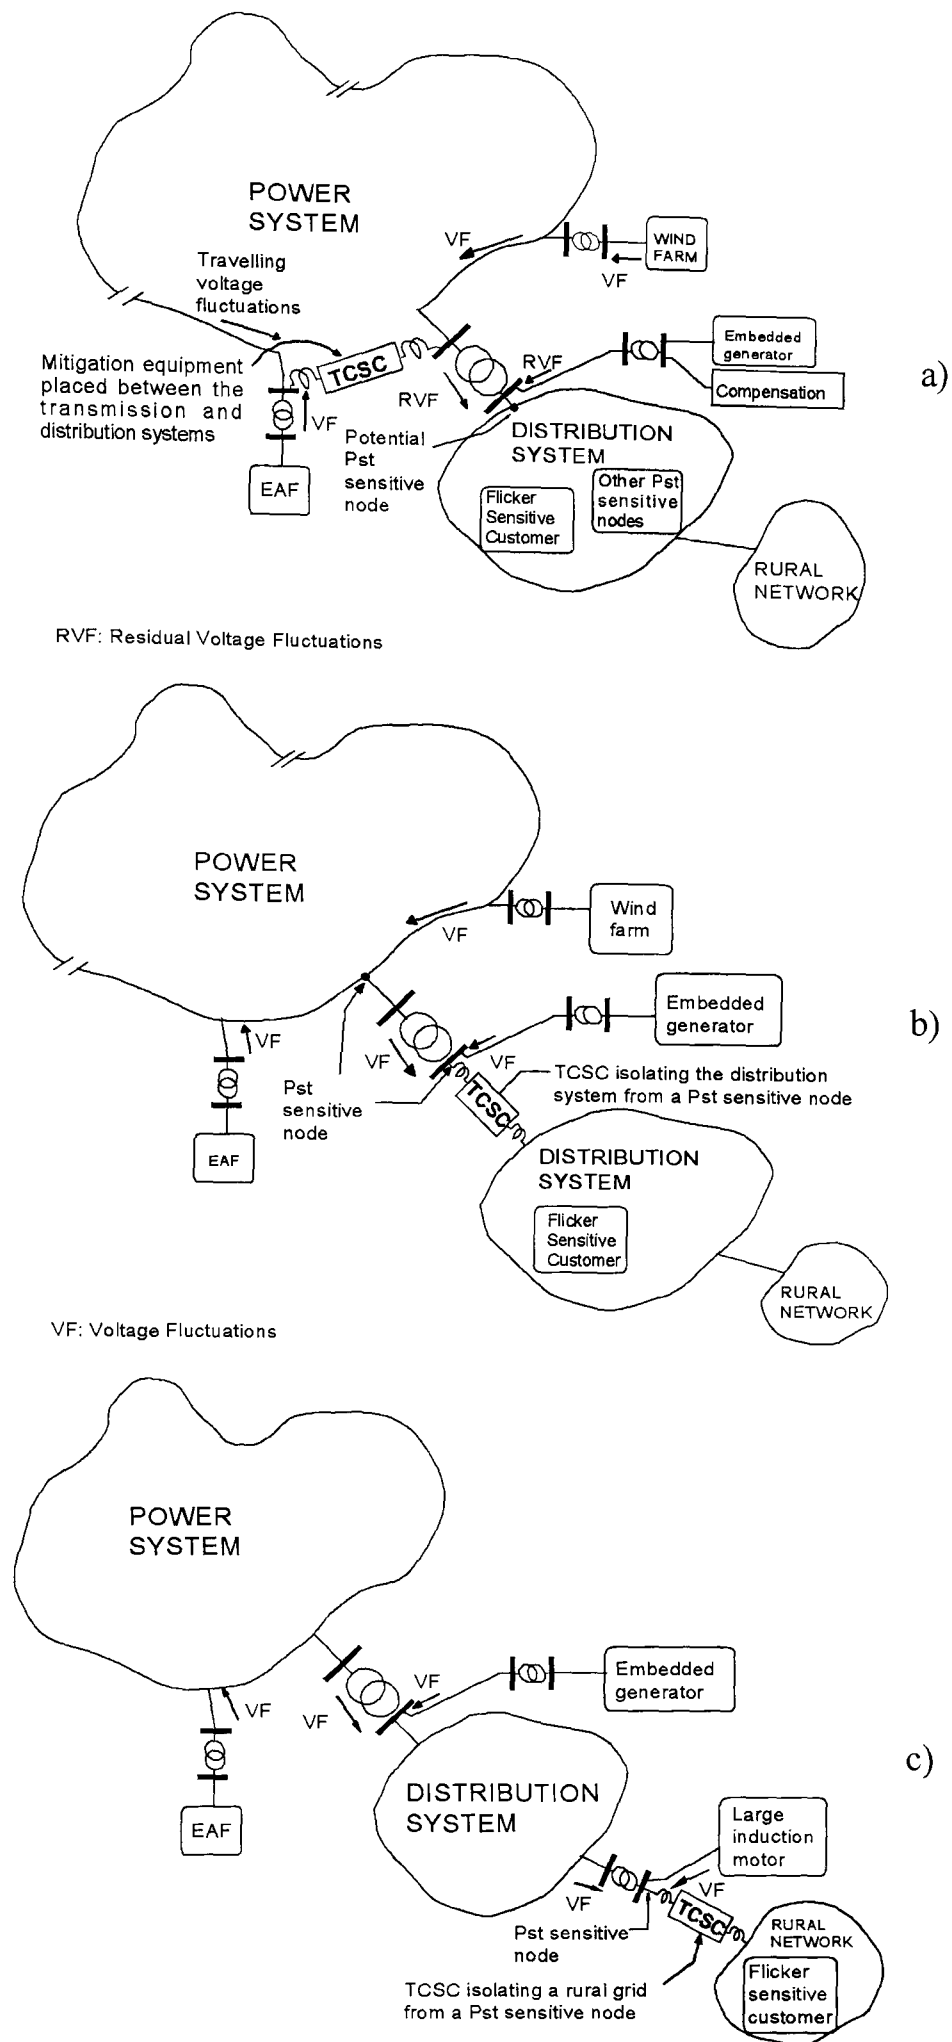 POWER
SYSTEM
VF
WIND
FARM
VF
Travelling
voltage
fluctuations
Mitigation equipment
placed between the
transmission and
distribution systems
TCSC
RVF
RVF
Embedded
generator
Compensation
a)
VF
EAF
Potential
Pst
sensitive
node
DISTRIBUTION
SYSTEM
Flicker
Sensitive
Customer
Other Pst
sensitive
nodes
RURAL
NETWORK
RVF: Residual Voltage Fluctuations
POWER
SYSTEM
VF
Wind
farm
VF
EAF
Pst
sensitive
node
VF
VF
Embedded
generator
b)
TCSC
TCSC isolating the distribution
system from a Pst sensitive node
DISTRIBUTION
SYSTEM
Flicker
Sensitive
Customer
RURAL
NETWORK
VF: Voltage Fluctuations
POWER
SYSTEM
VF
EAF
VF
VF
Embedded
generator
c)
DISTRIBUTION
SYSTEM
Large
induction
motor
VF
VF
TCSC
Pst sensitive
node
TCSC isolating a rural grid
from a Pst sensitive node
RURAL
NETWORK
Flicker
sensitive
customer